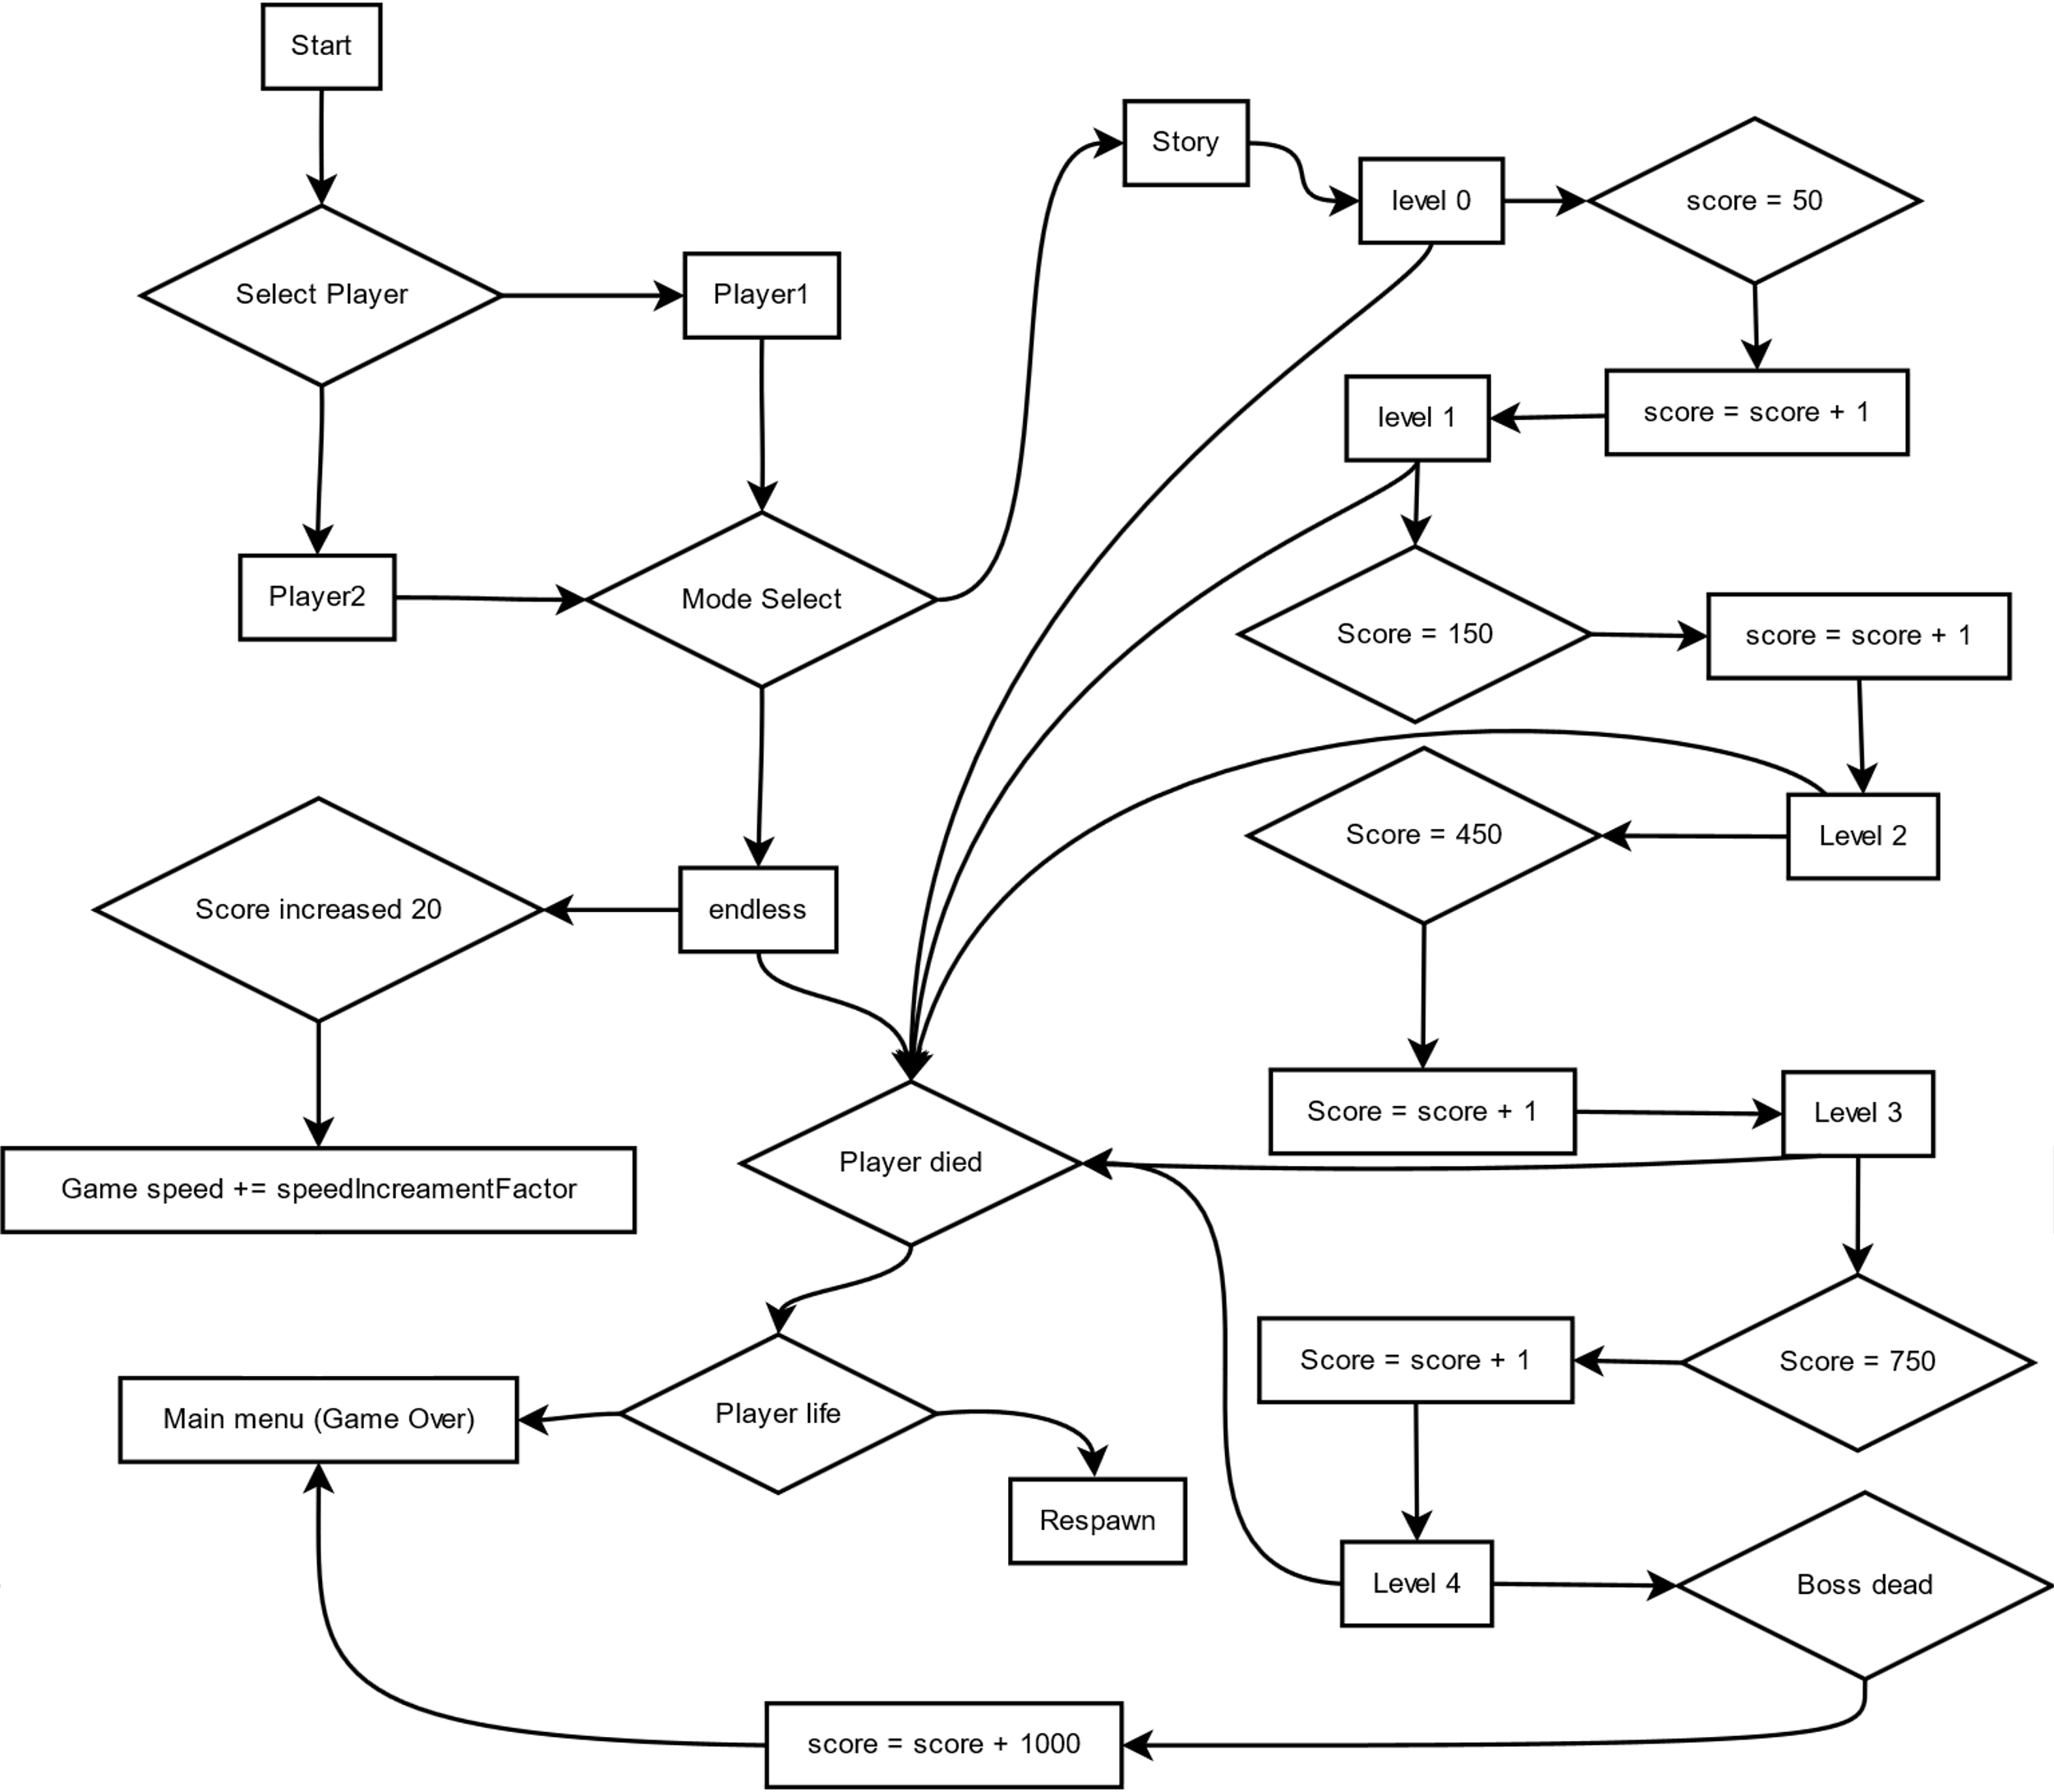 Start
Story
level 0
score = 50
Select Player
Player1
level 1
score = score + 1
Player2
Mode Select
Score = 150
score = score + 1
Score = 450
Level 2
Score increased 20
endless
Score = score + 1
Level 3
Player died
Game speed += speedIncreamentFactor
Score = score + 1
Score = 750
Main menu (Game Over)
Player life
Respawn
Level 4
Boss dead
score = score + 1000